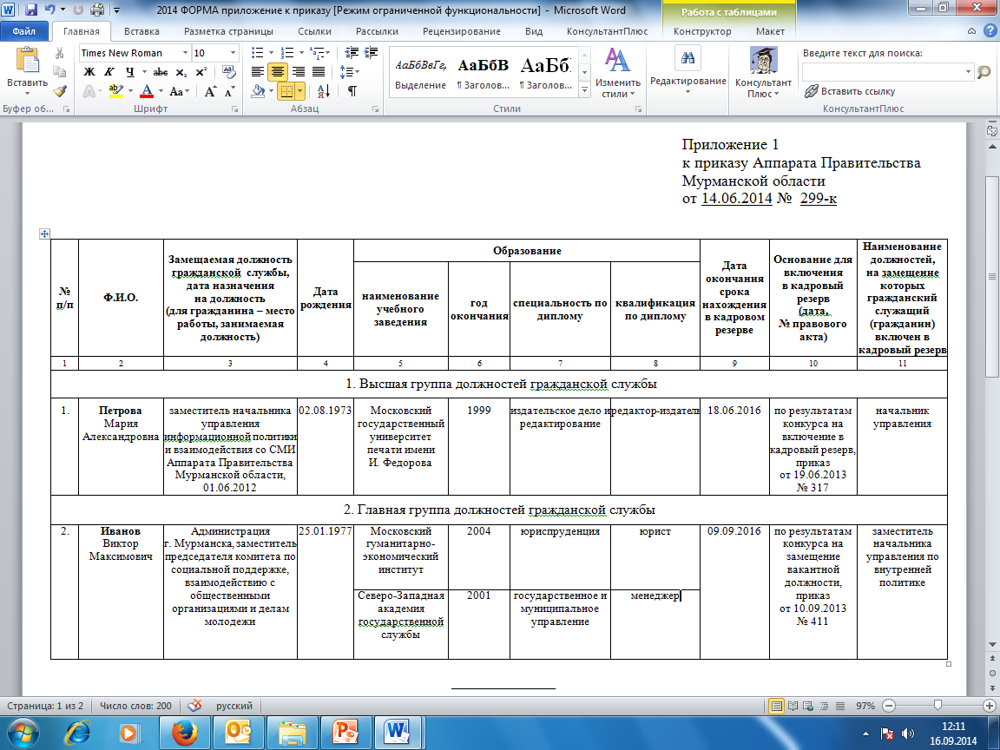 2014 ФОРМА приложение к приказу [Режим ограниченной функциональности] - Microsoft Word
Работа с таблицами
Файл Главная Вставка Разметка страницы Ссылки Рассылки Рецензирование Вид КонсультантПлюс Конструктор Макет
Вставить
Буфер об...
Times New Roman 10
Ж К Ч abc x₂ x²
Aa
Шрифт
Абзац
АаБбВвГг, АаБбВ АаБб
Выделение ¶ Заголов... ¶ Заголов...
Изменить стили
Стили
Редактирование
Консультант Плюс
Введите текст для поиска:
Вставить ссылку
КонсультантПлюс
Приложение 1
к приказу Аппарата Правительства
Мурманской области
от 14.06.2014 № 299-к
№
п/п
Ф.И.О.
Замещаемая должность
гражданской службы,
дата назначения
на должность
(для гражданина – место
работы, занимаемая
должность)
Дата
рождения
Образование
наименование
учебного
заведения
год
окончания
специальность по
диплому
квалификация
по диплому
Дата
окончания
срока
нахождения
в кадровом
резерве
Основание для
включения
в кадровый
резерв
(дата,
№ правового
акта)
Наименование
должностей,
на замещение
которых
гражданский
служащий
(гражданин)
включен в
кадровый резерв
1 2 3 4 5 6 7 8 9 10 11
1. Высшая группа должностей гражданской службы
1.
Петрова
Мария
Александровна
заместитель начальника
управления
информационной политики
и взаимодействия со СМИ
Аппарата Правительства
Мурманской области,
01.06.2012
02.08.1973
Московский
государственный
университет
печати имени
И. Федорова
1999
издательское дело и
редактирование
редактор-издатель
18.06.2016
по результатам
конкурса на
включение в
кадровый резерв,
приказ
от 19.06.2013
№ 317
начальник
управления
2. Главная группа должностей гражданской службы
2.
Иванов
Виктор
Максимович
Администрация
г. Мурманска, заместитель
председателя комитета по
социальной поддержке,
взаимодействию с
общественными
организациями и делам
молодежи
25.01.1977
Московский
гуманитарно-
экономический
институт
2004
юриспруденция
юрист
Северо-Западная
академия
государственной
службы
2001
государственное и
муниципальное
управление
менеджер
09.09.2016
по результатам
конкурса на
замещение
вакантной
должности,
приказ
от 10.09.2013
№ 411
заместитель
начальника
управления по
внутренней
политике
Страница: 1 из 2 Число слов: 200 русский 97%
12:11
16.09.2014